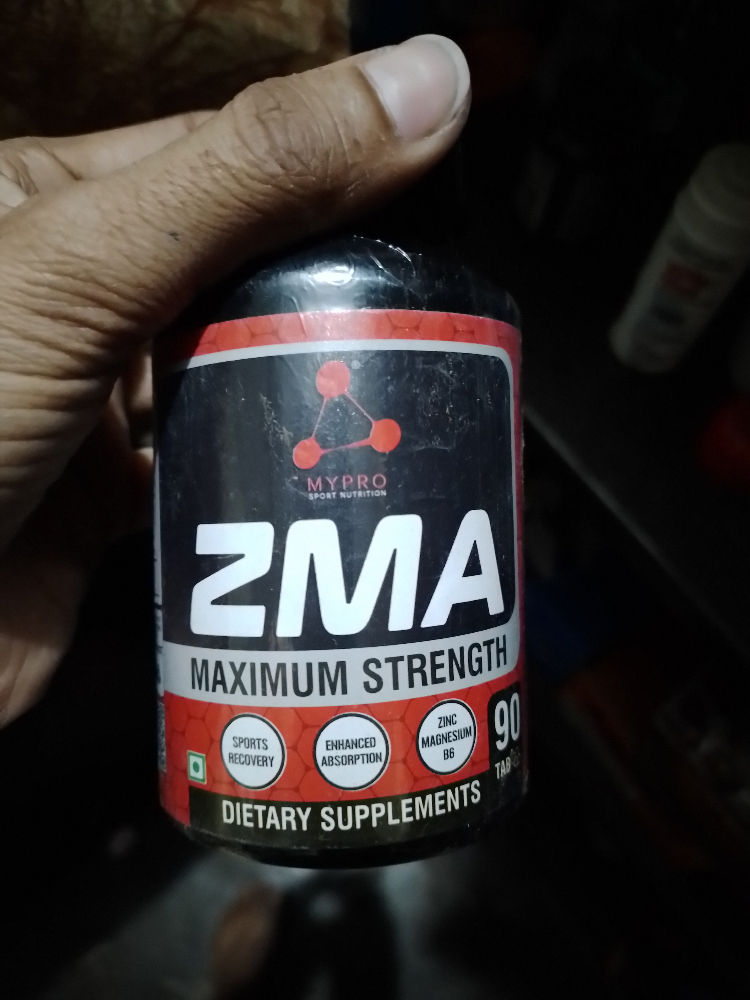 MYPRO
SPORT NUTRITION
ZMA
MAXIMUM STRENGTH
SPORTS
RECOVERY
ENHANCED
ABSORPTION
ZINC
MAGNESIUM
B6
90
DIETARY SUPPLEMENTS